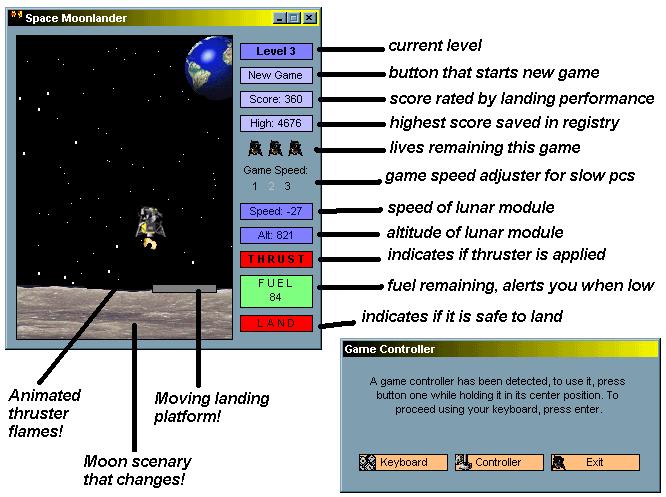 Space Moonlander
Level 3
current level
New Game
button that starts new game
Score: 360
score rated by landing performance
High: 4676
highest score saved in registry
lives remaining this game
Game Speed:
1 2 3
game speed adjuster for slow pcs
Speed: -27
speed of lunar module
Alt: 821
altitude of lunar module
THRUST
indicates if thruster is applied
FUEL
84
fuel remaining, alerts you when low
LAND
indicates if it is safe to land
Animated
thruster
flames!
Moving landing
platform!
Moon scenary
that changes!
Game Controller
A game controller has been detected, to use it, press
button one while holding it in its center position. To
proceed using your keyboard, press enter.
Keyboard
Controller
Exit